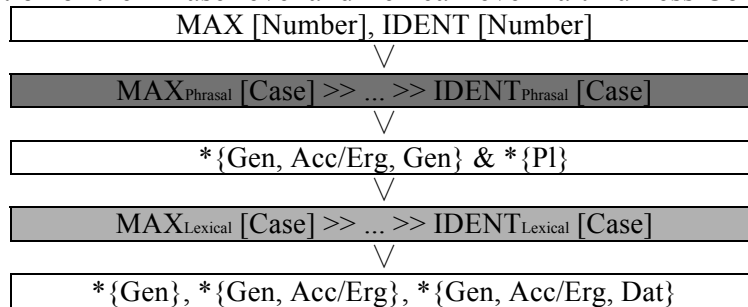 MAX [Number], IDENT [Number]
∨
MAXPhrasal [Case] >> ... >> IDENTPhrasal [Case]
∨
*{Gen, Acc/Erg, Gen} & *{Pl}
∨
MAXLexical [Case] >> ... >> IDENTLexical [Case]
∨
*{Gen}, *{Gen, Acc/Erg}, *{Gen, Acc/Erg, Dat}